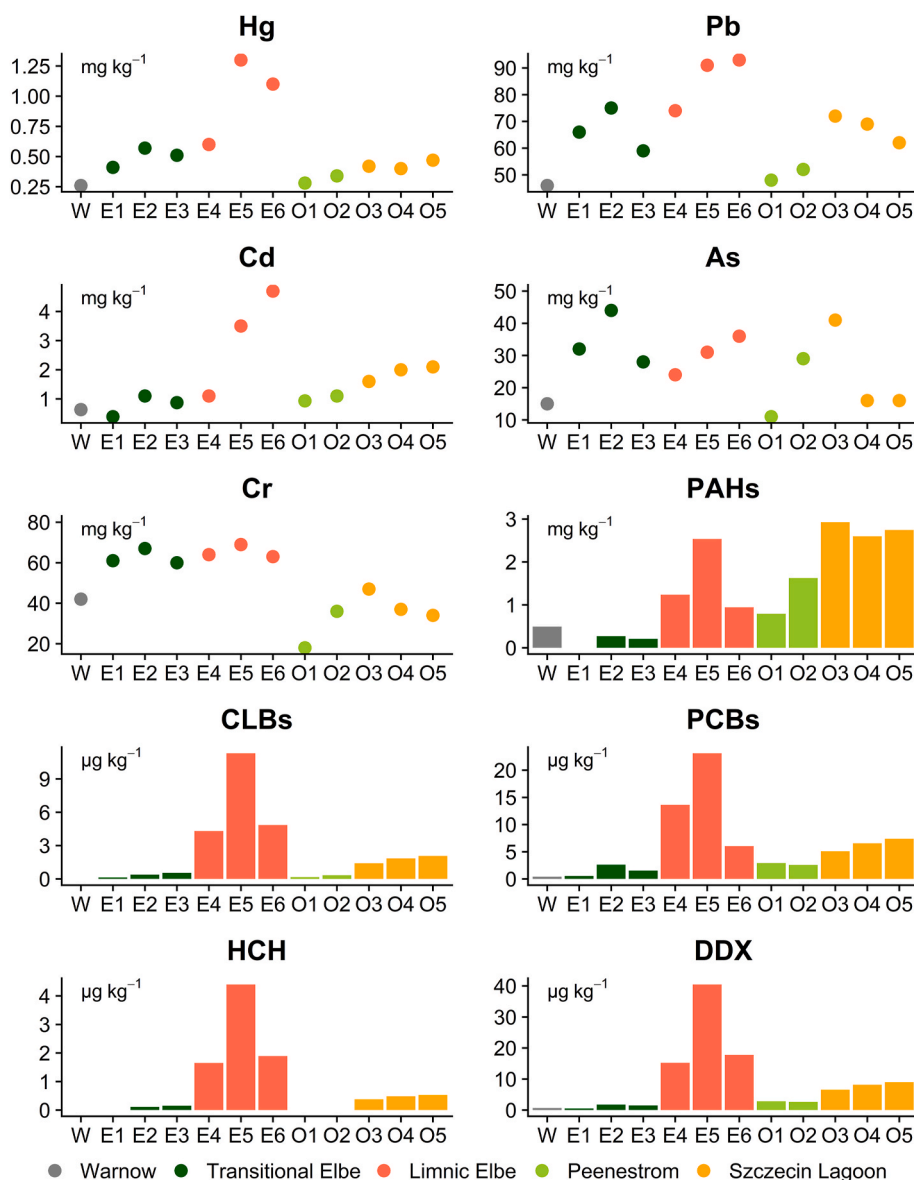 Hg
mg kg⁻¹
1.25
1.00
0.75
0.50
0.25
W E1 E2 E3 E4 E5 E6 O1 O2 O3 O4 O5
Pb
mg kg⁻¹
90
80
70
60
50
W E1 E2 E3 E4 E5 E6 O1 O2 O3 O4 O5
Cd
mg kg⁻¹
4
3
2
1
W E1 E2 E3 E4 E5 E6 O1 O2 O3 O4 O5
As
mg kg⁻¹
50
40
30
20
10
W E1 E2 E3 E4 E5 E6 O1 O2 O3 O4 O5
Cr
mg kg⁻¹
80
60
40
20
W E1 E2 E3 E4 E5 E6 O1 O2 O3 O4 O5
PAHs
mg kg⁻¹
3
2
1
0
W E1 E2 E3 E4 E5 E6 O1 O2 O3 O4 O5
CLBs
µg kg⁻¹
9
6
3
0
W E1 E2 E3 E4 E5 E6 O1 O2 O3 O4 O5
PCBs
µg kg⁻¹
20
15
10
5
0
W E1 E2 E3 E4 E5 E6 O1 O2 O3 O4 O5
HCH
µg kg⁻¹
4
3
2
1
0
W E1 E2 E3 E4 E5 E6 O1 O2 O3 O4 O5
DDX
µg kg⁻¹
40
30
20
10
0
W E1 E2 E3 E4 E5 E6 O1 O2 O3 O4 O5
Warnow Transitional Elbe Limnic Elbe Peenestrom Szczecin Lagoon